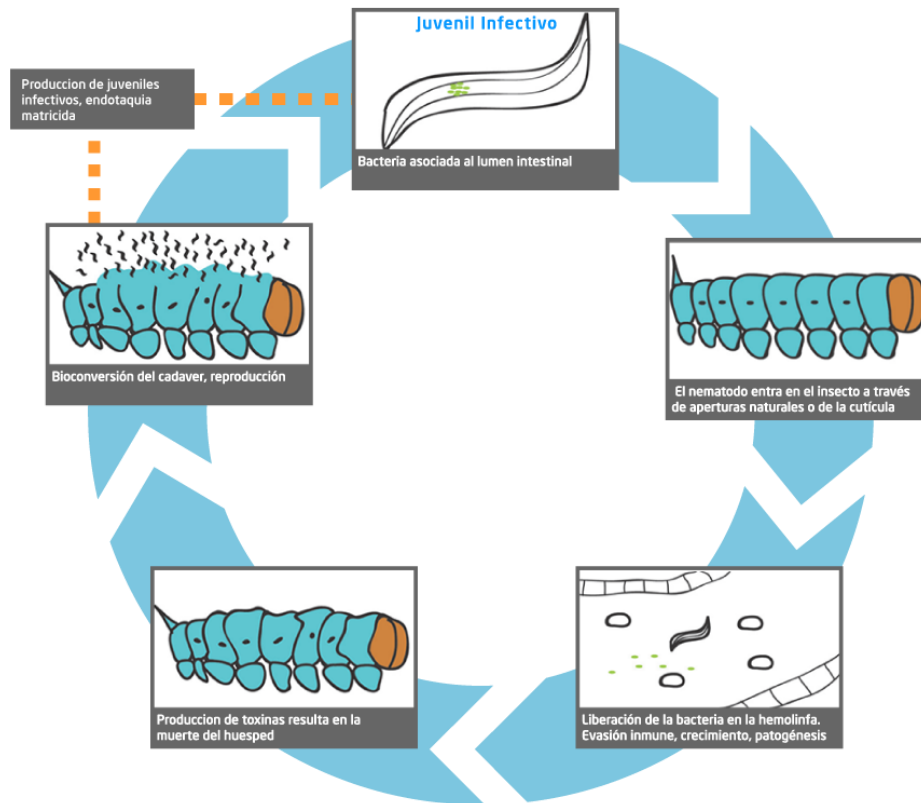 Juvenil Infectivo
Bacteria asociada al lumen intestinal
Produccion de juveniles
infectivos, endotaquia
matricida
El nematodo entra en el insecto a través
de aperturas naturales o de la cutícula
Liberación de la bacteria en la hemolinfa.
Evasión inmune, crecimiento, patogénesis
Produccion de toxinas resulta en la
muerte del huesped
Bioconversión del cadaver, reproducción